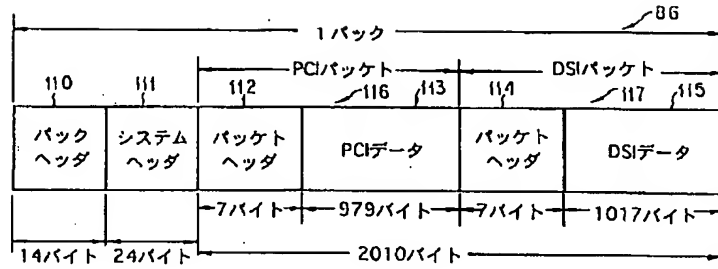 86
1パック
PCIパケット
DSIパケット
110
111
112
116
113
114
117
115
パック
ヘッダ
システム
ヘッダ
パケット
ヘッダ
PCIデータ
パケット
ヘッダ
DSIデータ
7バイト
979バイト
7バイト
1017バイト
14バイト
24バイト
2010バイト